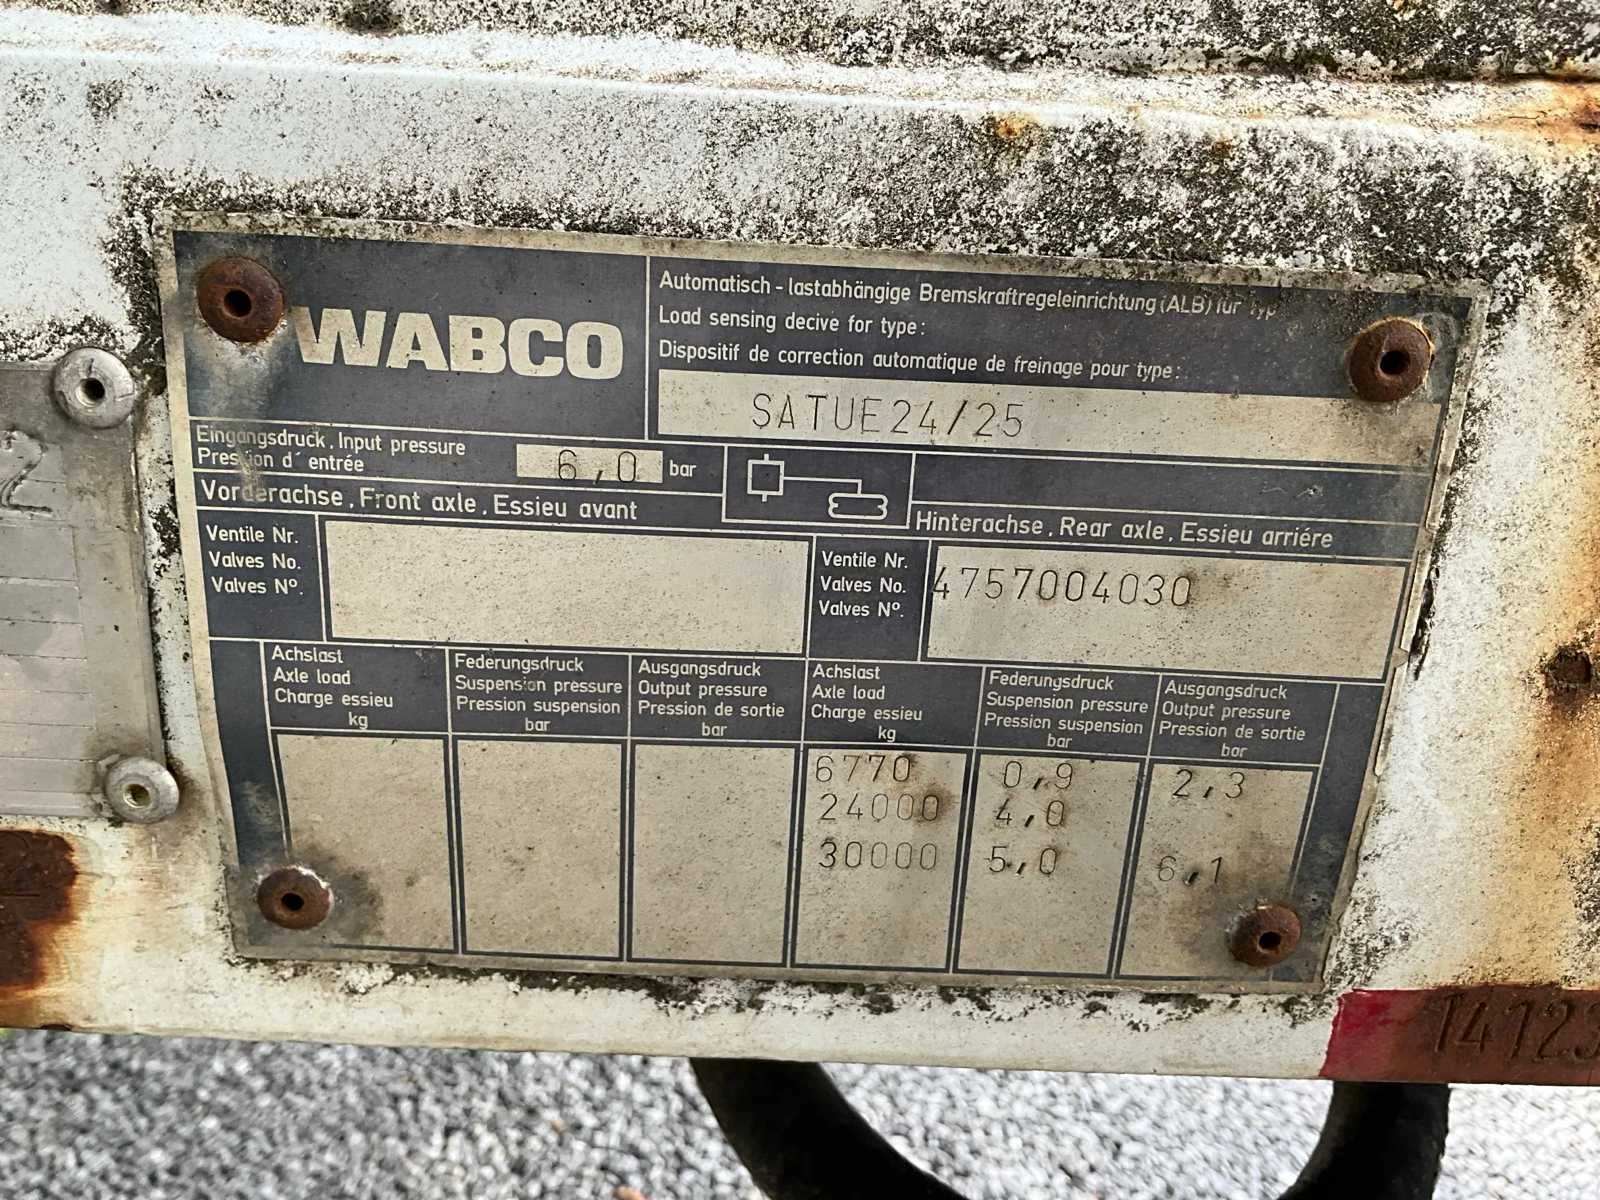 WABCO
Automatisch - lastabhängige Bremskraftregeleinrichtung (ALB) für Typ
Load sensing decive for type:
Dispositif de correction automatique de freinage pour type:
SATUE24/25
Eingangsdruck, Input pressure
Pression d´ entrée
6,0 bar
Vorderachse, Front axle, Essieu avant
Hinterachse, Rear axle, Essieu arriére
Ventile Nr.
Valves No.
Valves N°.
Ventile Nr.
Valves No.
Valves N°.
4757004030
Achslast
Axle load
Charge essieu
kg
Federungsdruck
Suspension pressure
Pression suspension
bar
Ausgangsdruck
Output pressure
Pression de sortie
bar
Achslast
Axle load
Charge essieu
kg
Federungsdruck
Suspension pressure
Pression suspension
bar
Ausgangsdruck
Output pressure
Pression de sortie
bar
6770 0,9 2,3
24000 4,0
30000 5,0 6,1
2
T4123